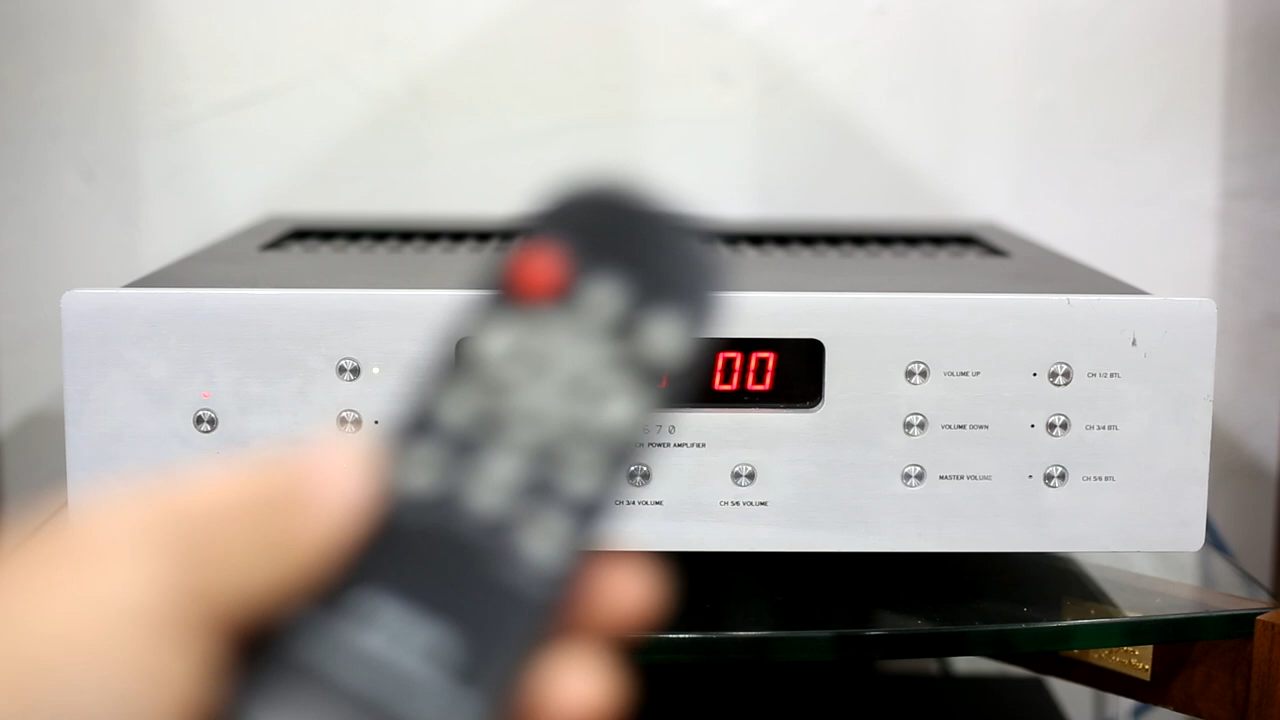 00
VOLUME UP
CH 1/2 BTL
670
VOLUME DOWN
CH 3/4 BTL
CH POWER AMPLIFIER
MASTER VOLUME
CH 5/6 BTL
CH 3/4 VOLUME
CH 5/6 VOLUME